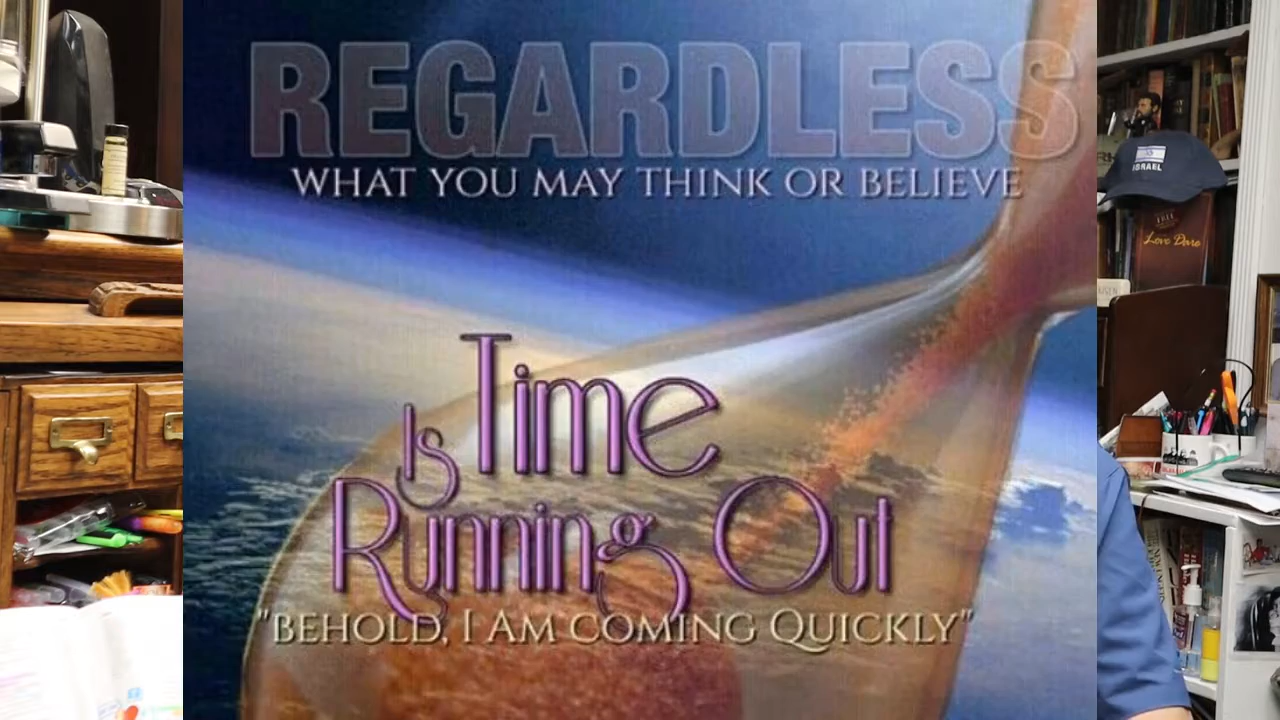 REGARDLESS
WHAT YOU MAY THINK OR BELIEVE
Time
Is
Running Out
"BEHOLD, I AM COMING QUICKLY"
ISRAEL
Love Dare